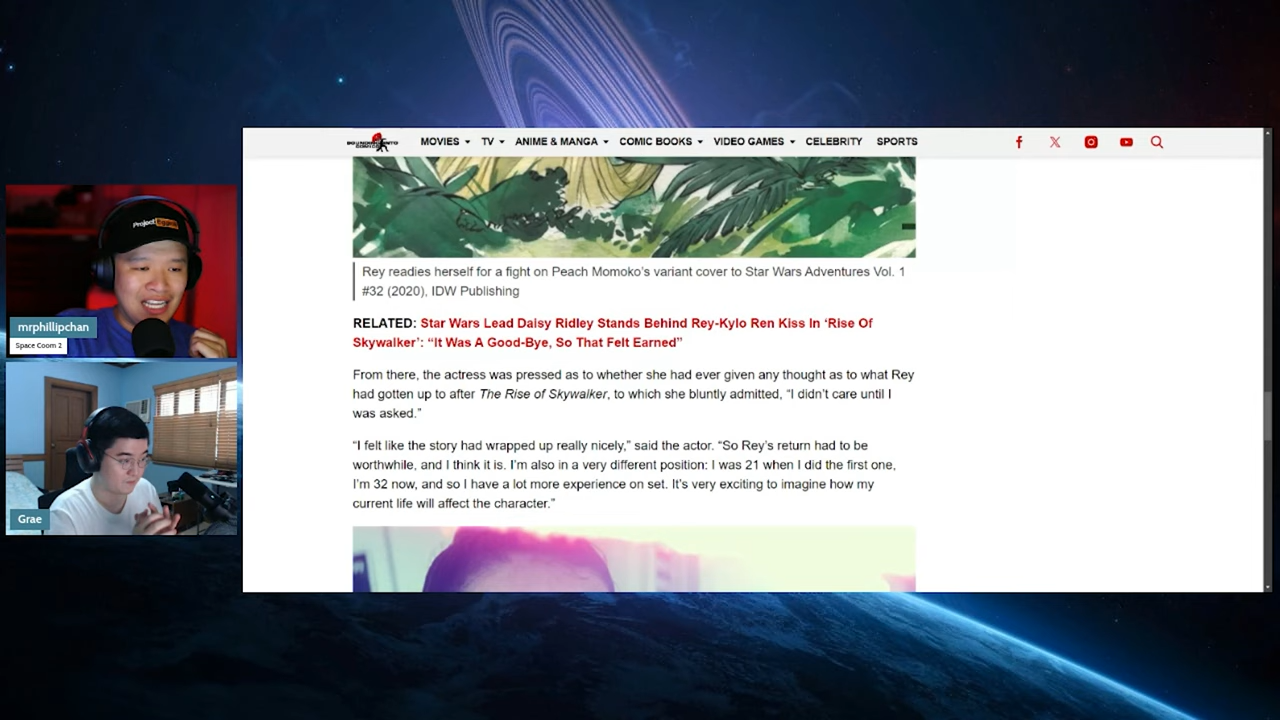 MOVIES TV ANIME & MANGA COMIC BOOKS VIDEO GAMES CELEBRITY SPORTS
Rey readies herself for a fight on Peach Momoko's variant cover to Star Wars Adventures Vol. 1
#32 (2020), IDW Publishing
RELATED: Star Wars Lead Daisy Ridley Stands Behind Rey-Kylo Ren Kiss In ‘Rise Of
Skywalker’: “It Was A Good-Bye, So That Felt Earned”
From there, the actress was pressed as to whether she had ever given any thought as to what Rey
had gotten up to after The Rise of Skywalker, to which she bluntly admitted, “I didn’t care until I
was asked.”
“I felt like the story had wrapped up really nicely,” said the actor. “So Rey’s return had to be
worthwhile, and I think it is. I’m also in a very different position: I was 21 when I did the first one,
I’m 32 now, and so I have a lot more experience on set. It’s very exciting to imagine how my
current life will affect the character.”
mrphillipchan
Space Coom 2
Grae